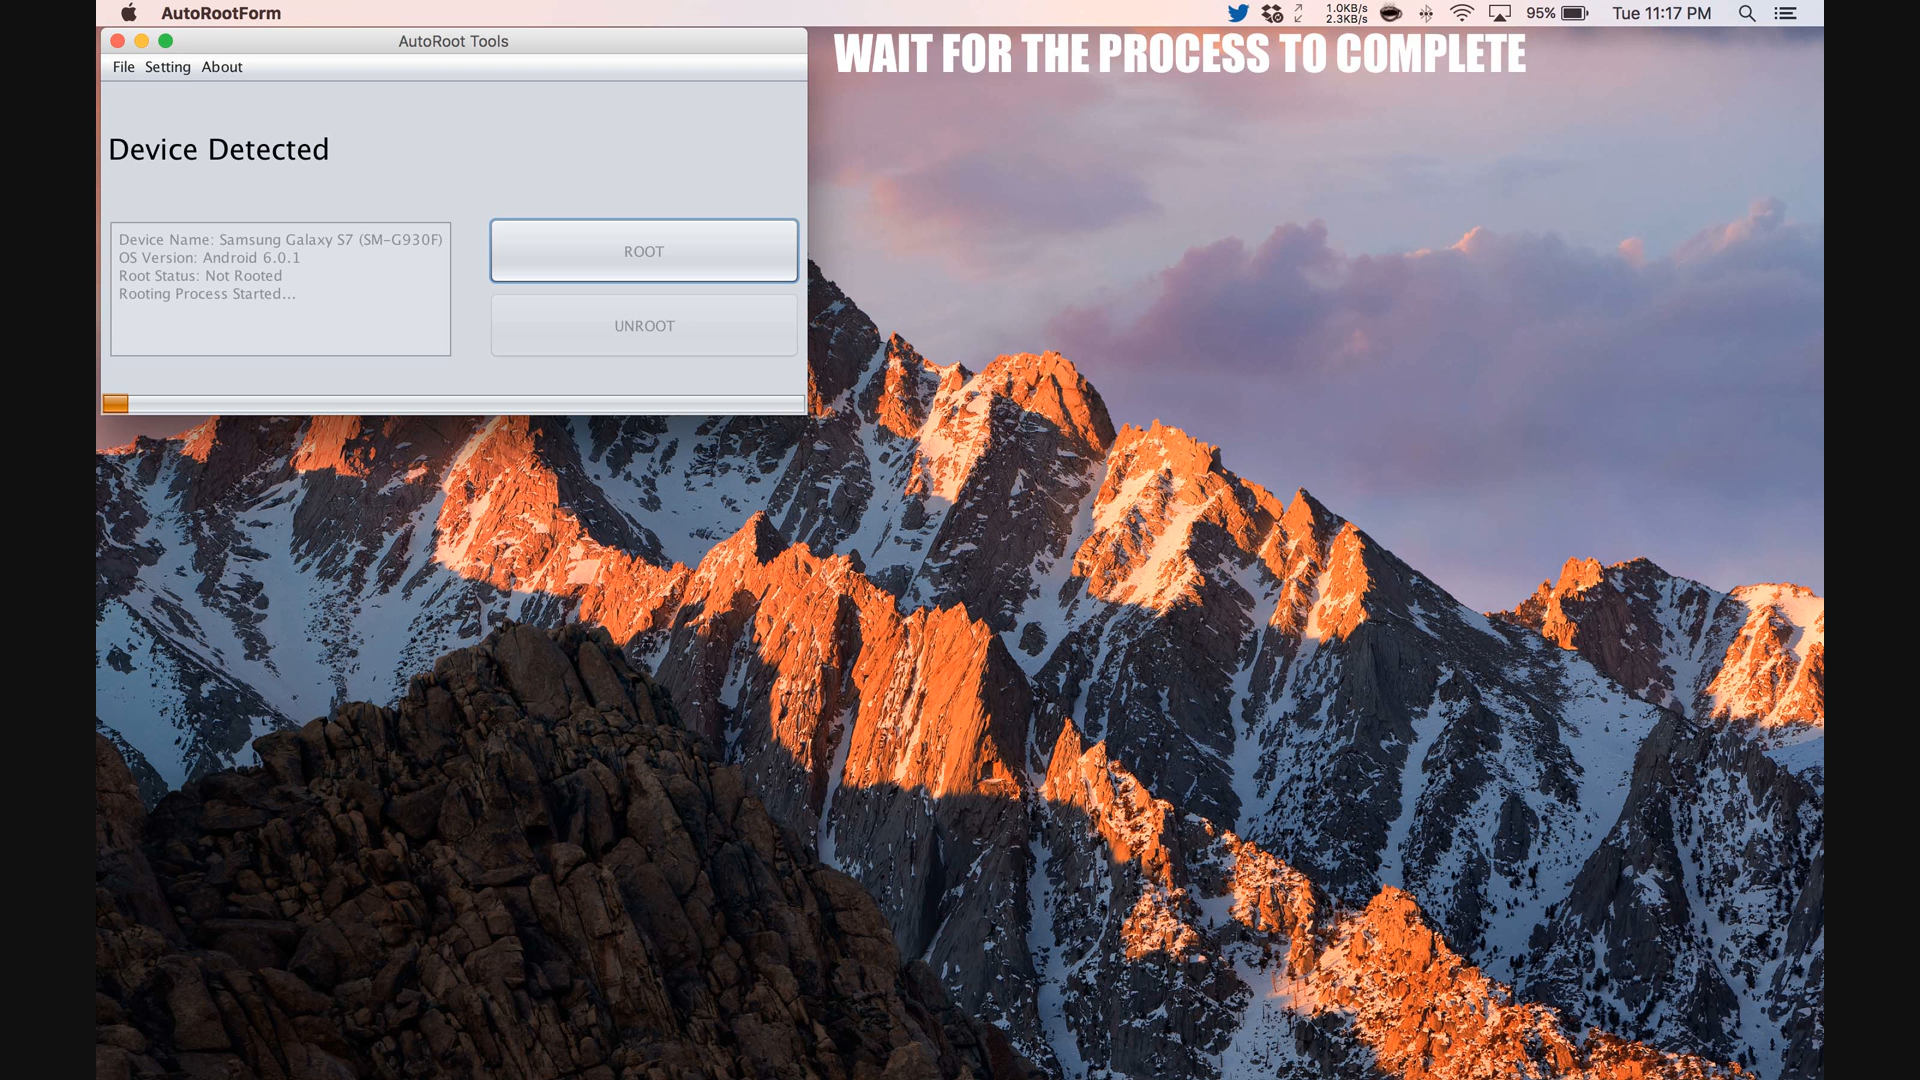 AutoRootForm
1.0KB/s
2.3KB/s
95%
Tue 11:17 PM
AutoRoot Tools
WAIT FOR THE PROCESS TO COMPLETE
File Setting About
Device Detected
Device Name: Samsung Galaxy S7 (SM-G930F)
OS Version: Android 6.0.1
Root Status: Not Rooted
Rooting Process Started...
ROOT
UNROOT